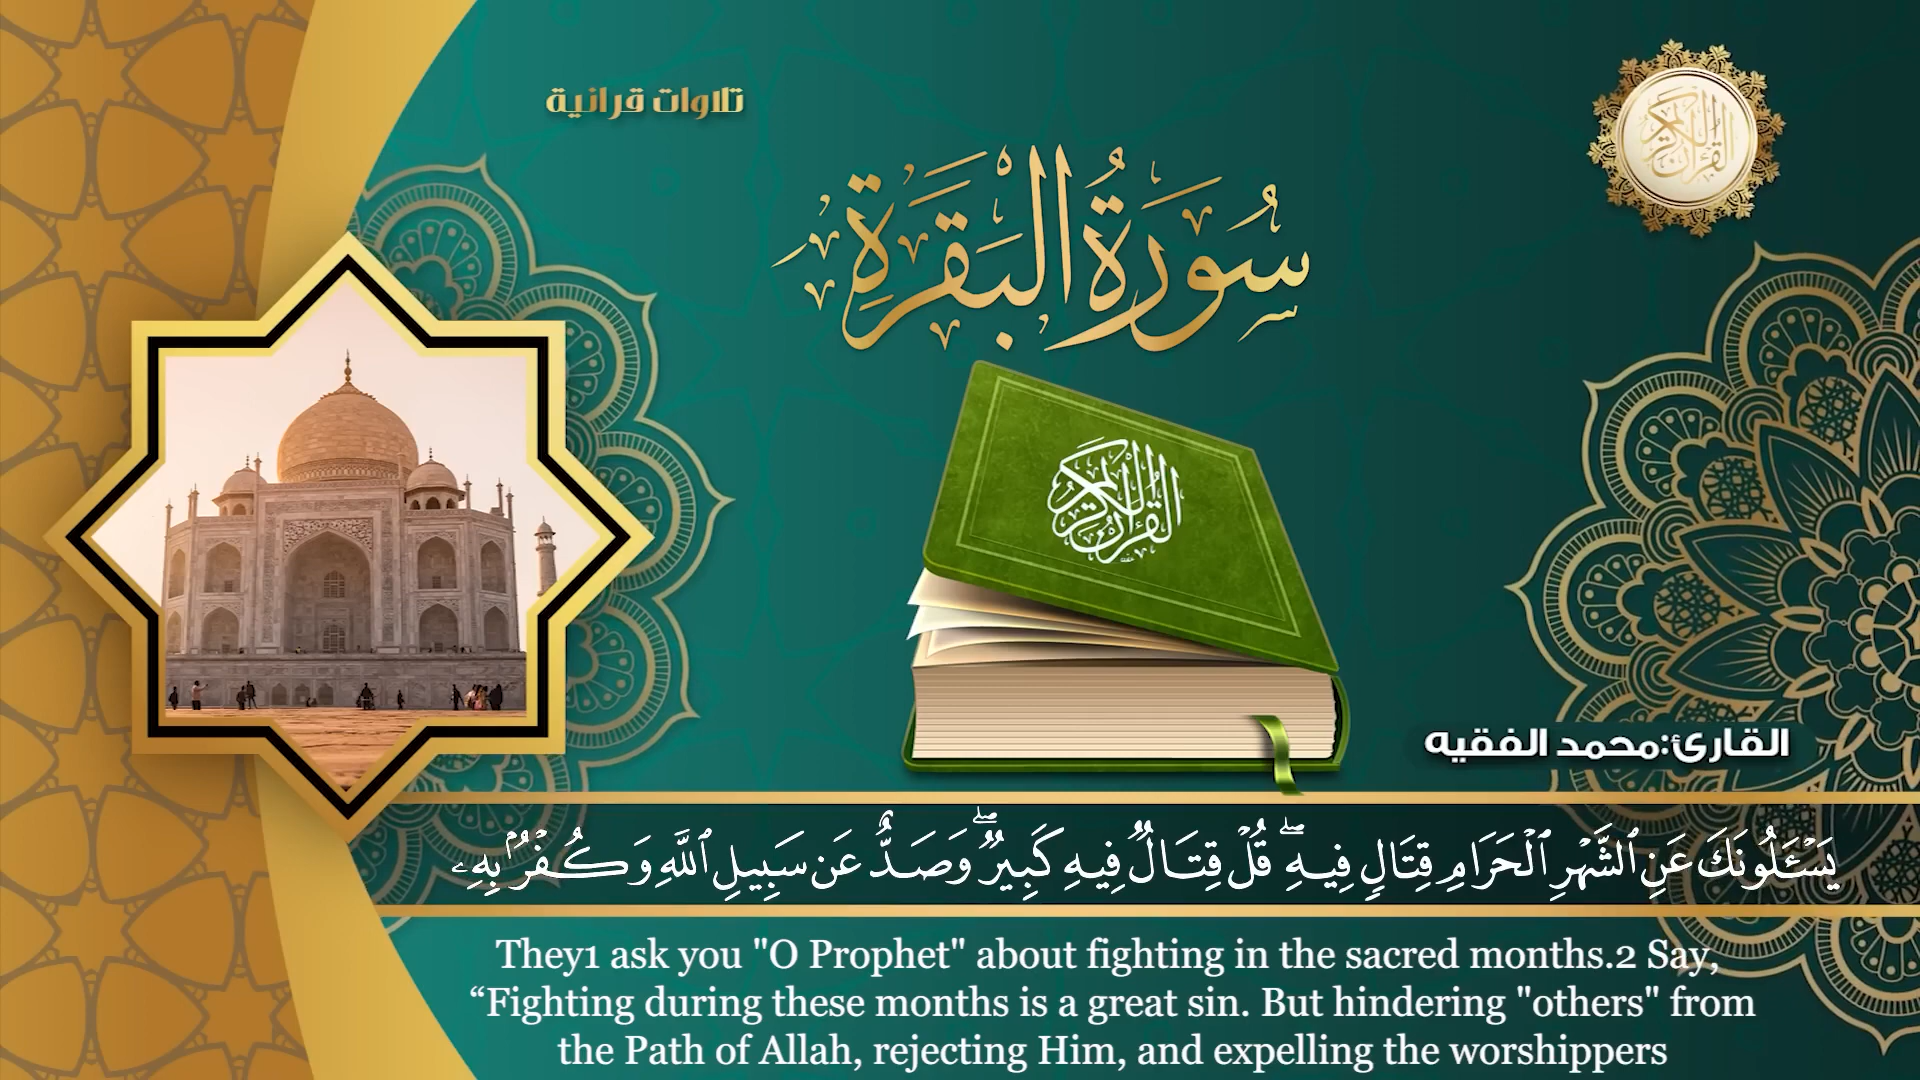 تلاوات قرانية
القرآن الكريم
سُورَةُ البَقَرَةِ
القرآن الكريم
القارئ:محمد الفقيه
يَسْـَٔلُونَكَ عَنِ ٱلشَّهْرِ ٱلْحَرَامِ قِتَالٍ فِيهِ ۖ قُلْ قِتَالٌ فِيهِ كَبِيرٌ ۖ وَصَدٌّ عَن سَبِيلِ ٱللَّهِ وَكُفْرٌۢ بِهِۦ
They1 ask you "O Prophet" about fighting in the sacred months.2 Say,
“Fighting during these months is a great sin. But hindering "others" from
the Path of Allah, rejecting Him, and expelling the worshippers